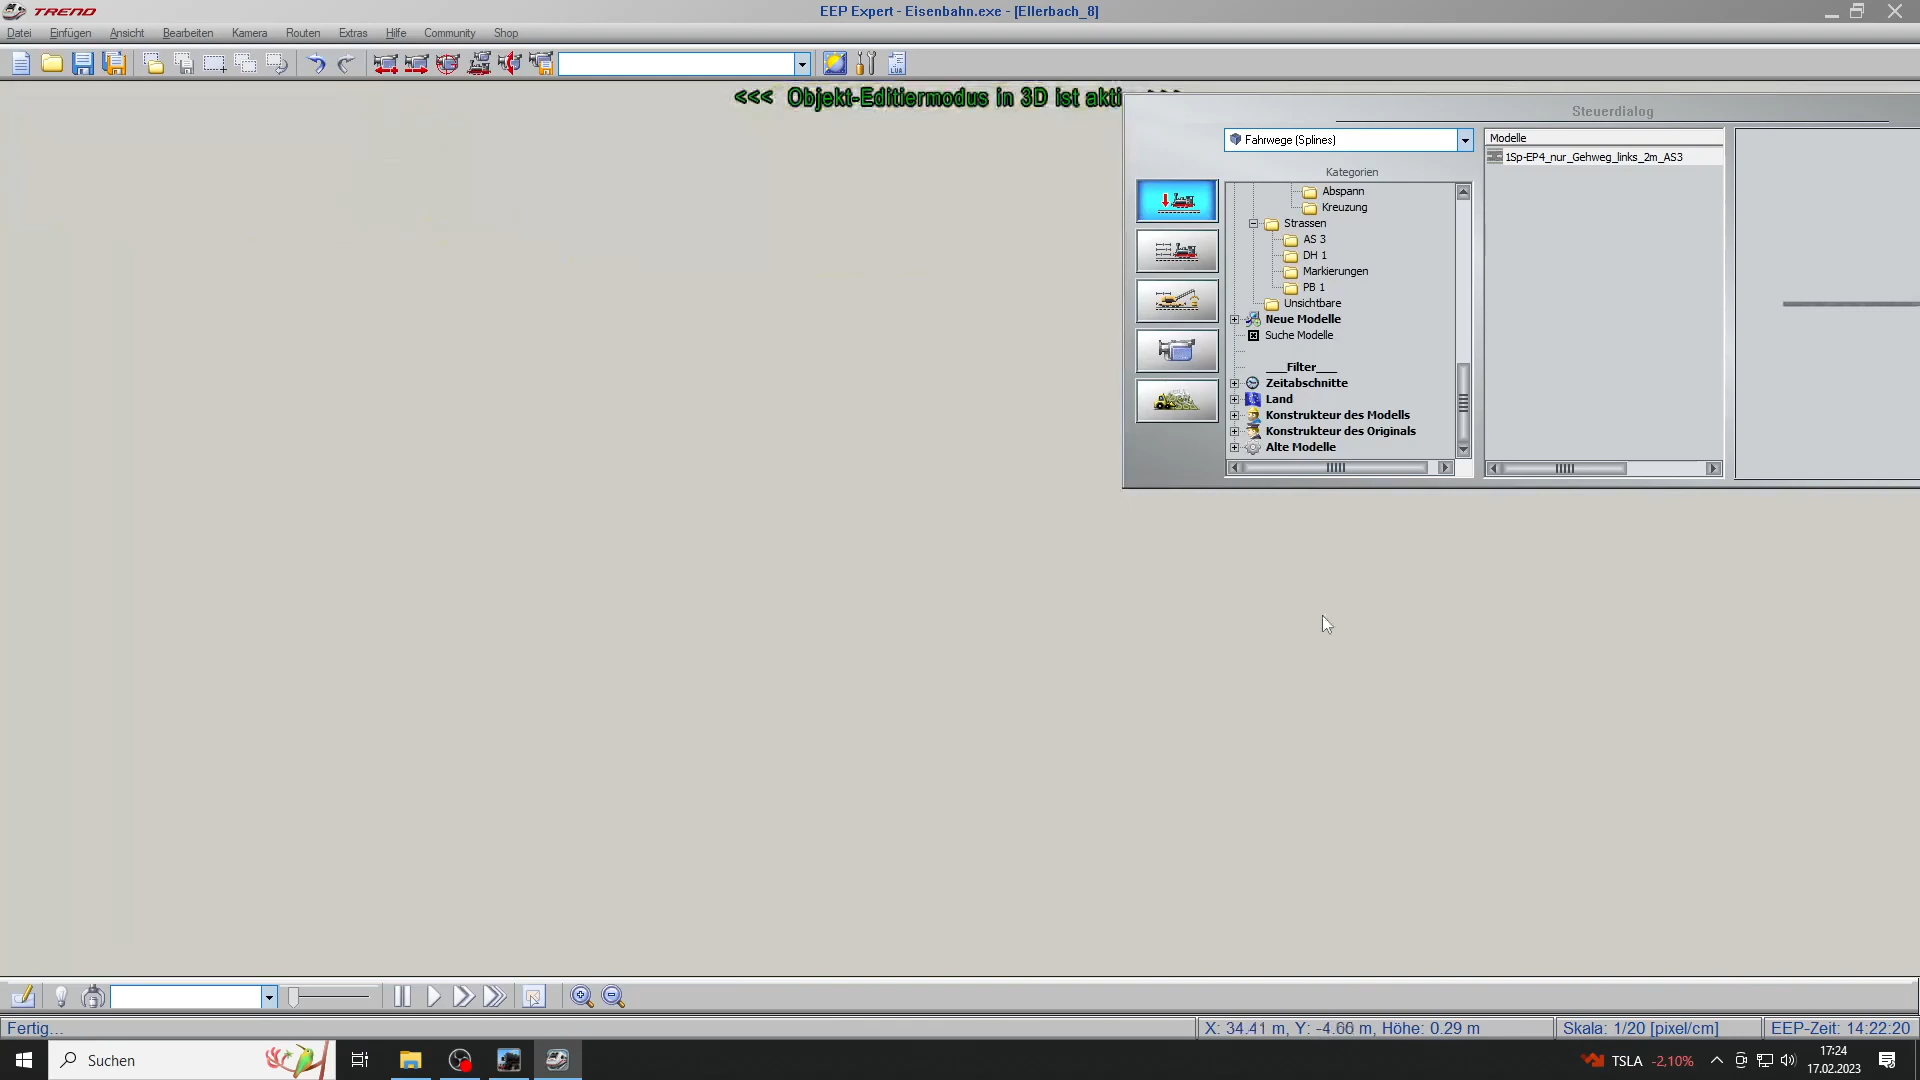 TREND
EEP Expert - Eisenbahn.exe - [Ellerbach_8]
Datei Einfügen Ansicht Bearbeiten Kamera Routen Extras Hilfe Community Shop
<<< Objekt-Editiermodus in 3D ist akti
Steuerdialog
Fahrwege (Splines)
Modelle
1Sp-EP4_nur_Gehweg_links_2m_AS3
Kategorien
Abspann
Kreuzung
Strassen
AS 3
DH 1
Markierungen
PB 1
Unsichtbare
Neue Modelle
Suche Modelle
___Filter___
Zeitabschnitte
Land
Konstrukteur des Modells
Konstrukteur des Originals
Alte Modelle
Fertig...
X: 34.41 m, Y: -4.66 m, Höhe: 0.29 m
Skala: 1/20 [pixel/cm]
EEP-Zeit: 14:22:20
Suchen
TSLA -2,10%
17:24
17.02.2023